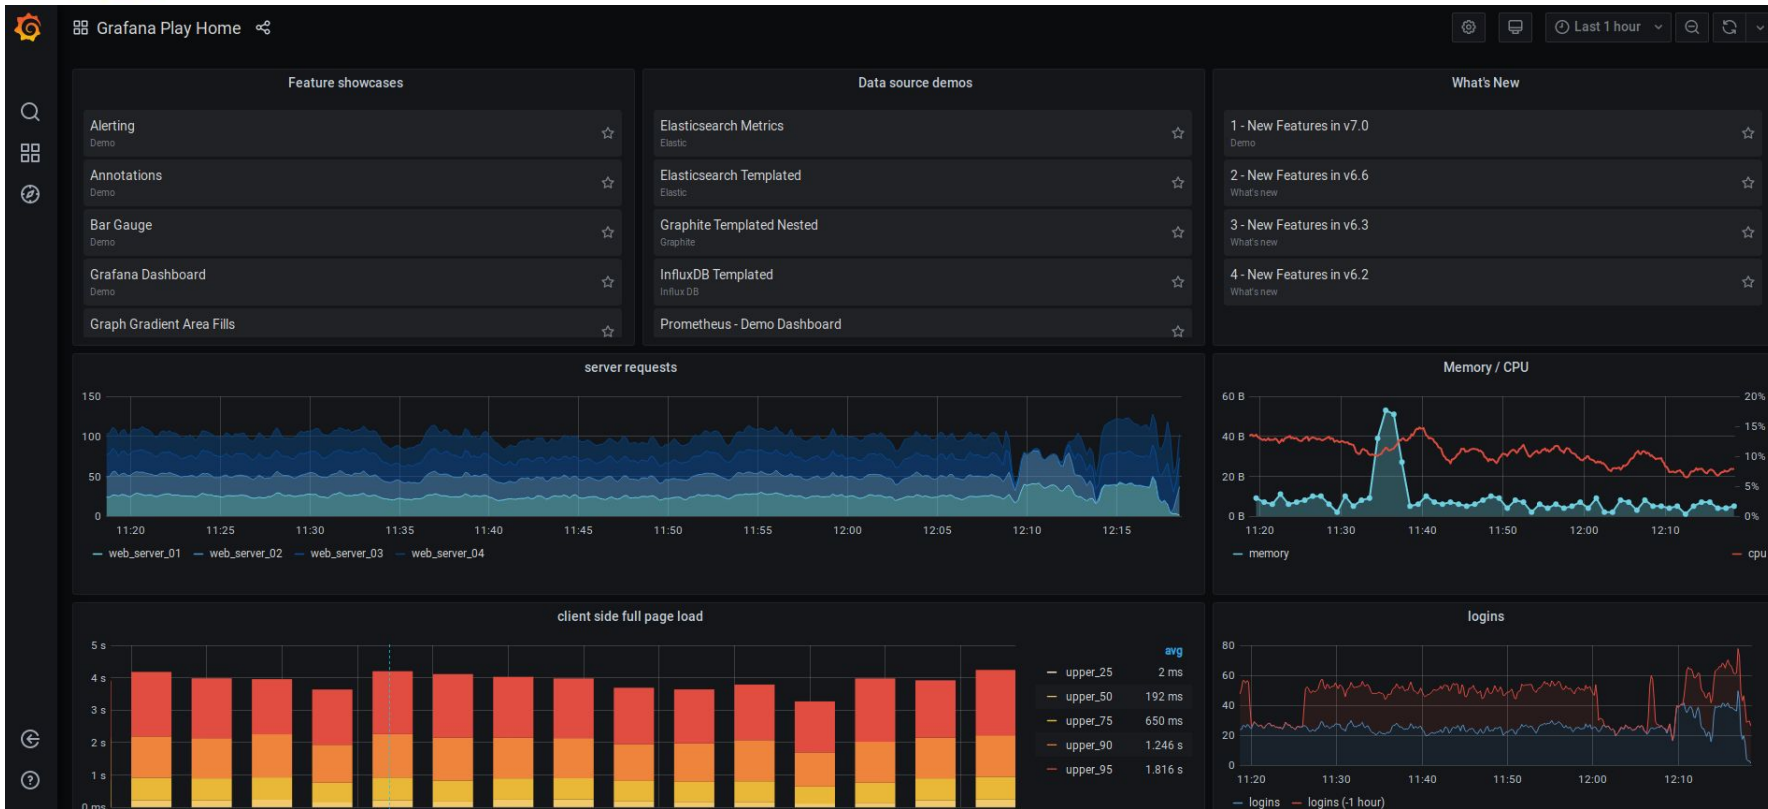 Grafana Play Home
Last 1 hour
Feature showcases
Alerting
Demo
Annotations
Demo
Bar Gauge
Demo
Grafana Dashboard
Demo
Graph Gradient Area Fills
Data source demos
Elasticsearch Metrics
Elastic
Elasticsearch Templated
Elastic
Graphite Templated Nested
Graphite
InfluxDB Templated
Influx DB
Prometheus - Demo Dashboard
What's New
1 - New Features in v7.0
Demo
2 - New Features in v6.6
What's new
3 - New Features in v6.3
What's new
4 - New Features in v6.2
What's new
server requests
150
100
50
0
11:20 11:25 11:30 11:35 11:40 11:45 11:50 11:55 12:00 12:05 12:10 12:15
web_server_01 web_server_02 web_server_03 web_server_04
Memory / CPU
60 B 20%
15%
40 B
10%
20 B
5%
0 B 0%
11:20 11:30 11:40 11:50 12:00 12:10
memory cpu
client side full page load
5 s
4 s
3 s
2 s
1 s
0 ms
avg
upper_25 2 ms
upper_50 192 ms
upper_75 650 ms
upper_90 1.246 s
upper_95 1.816 s
logins
80
60
40
20
0
11:20 11:30 11:40 11:50 12:00 12:10
logins logins (-1 hour)